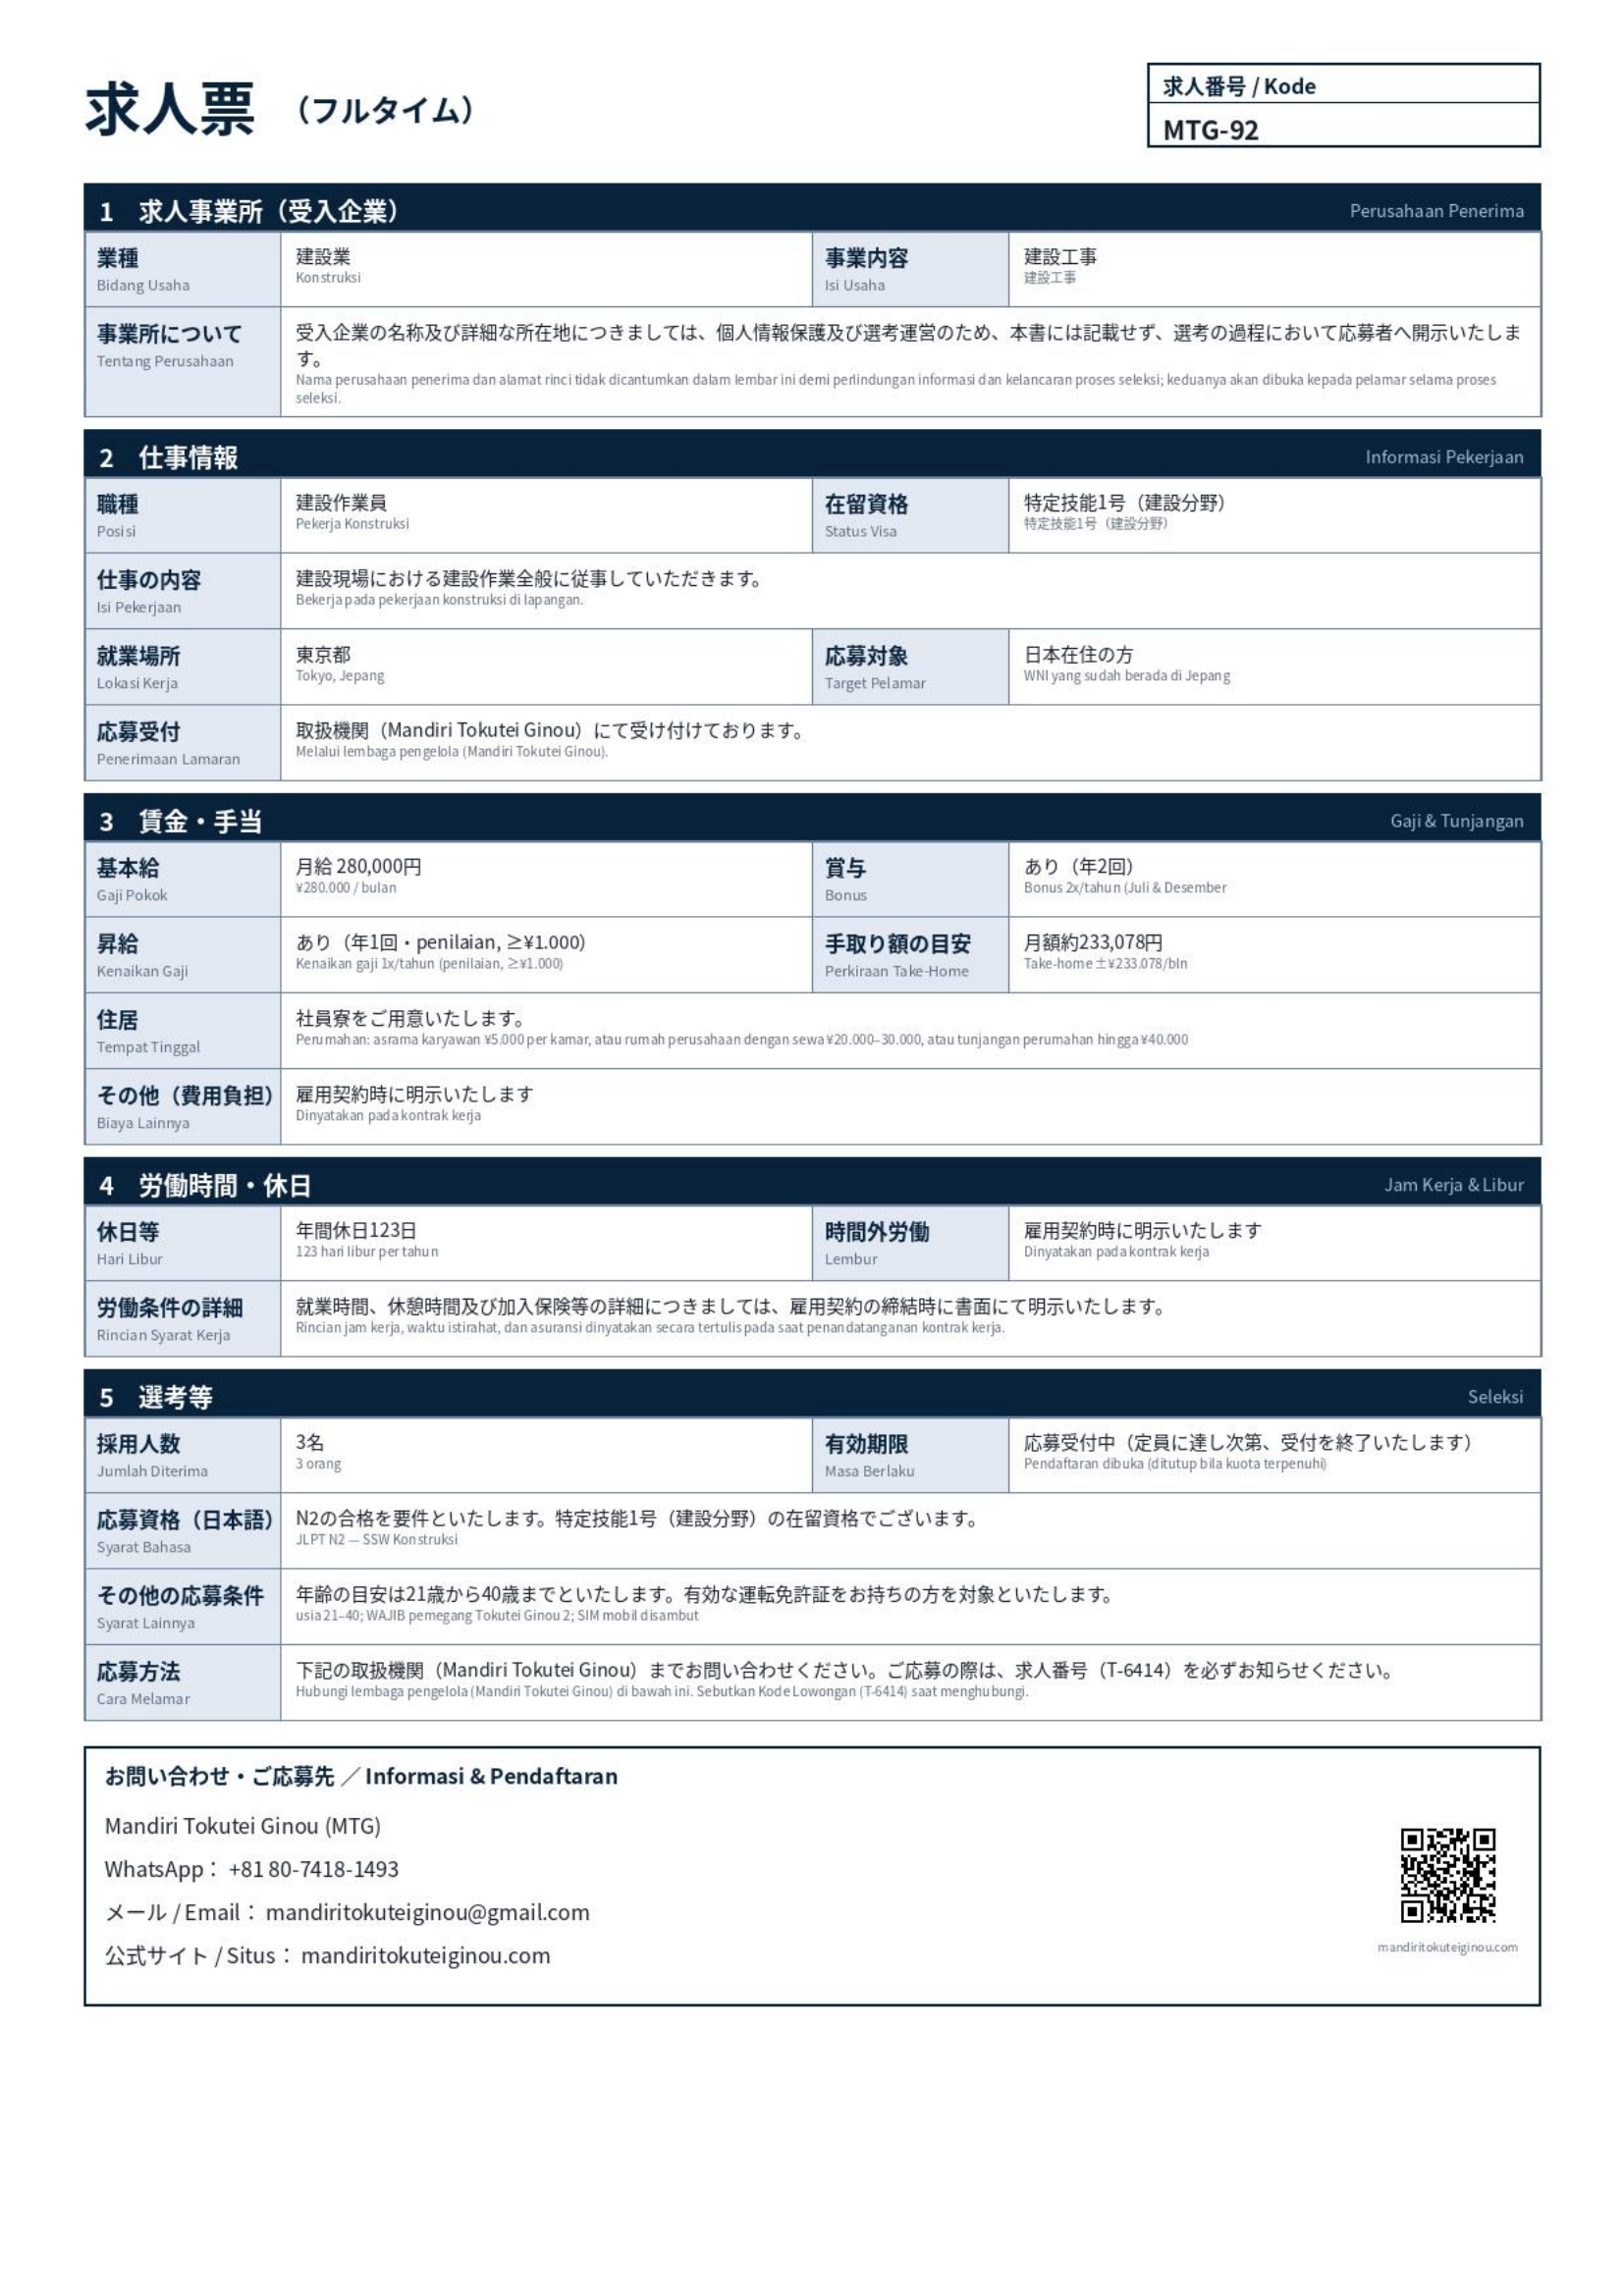 求人票 （フルタイム）
求人番号 / Kode
MTG-92
1 求人事業所（受入企業） Perusahaan Penerima
業種
Bidang Usaha
建設業
Konstruksi
事業内容
Isi Usaha
建設工事
建設工事
事業所について
Tentang Perusahaan
受入企業の名称及び詳細な所在地につきましては、個人情報保護及び選考運営のため、本書には記載せず、選考の過程において応募者へ開示いたしま
す。
Nama perusahaan penerima dan alamat rinci tidak dicantumkan dalam lembar ini demi perlindungan informasi dan kelancaran proses seleksi; keduanya akan dibuka kepada pelamar selama proses
seleksi.
2 仕事情報 Informasi Pekerjaan
職種
Posisi
建設作業員
Pekerja Konstruksi
在留資格
Status Visa
特定技能1号（建設分野）
特定技能1号（建設分野）
仕事の内容
Isi Pekerjaan
建設現場における建設作業全般に従事していただきます。
Bekerja pada pekerjaan konstruksi di lapangan.
就業場所
Lokasi Kerja
東京都
Tokyo, Jepang
応募対象
Target Pelamar
日本在住の方
WNI yang sudah berada di Jepang
応募受付
Penerimaan Lamaran
取扱機関（Mandiri Tokutei Ginou）にて受け付けております。
Melalui lembaga pengelola (Mandiri Tokutei Ginou).
3 賃金・手当 Gaji & Tunjangan
基本給
Gaji Pokok
月給 280,000円
¥280.000 / bulan
賞与
Bonus
あり（年2回）
Bonus 2x/tahun (Juli & Desember
昇給
Kenaikan Gaji
あり（年1回・penilaian, ≥¥1.000）
Kenaikan gaji 1x/tahun (penilaian, ≥¥1.000)
手取り額の目安
Perkiraan Take-Home
月額約233,078円
Take-home ±¥233.078/bln
住居
Tempat Tinggal
社員寮をご用意いたします。
Perumahan: asrama karyawan ¥5.000 per kamar, atau rumah perusahaan dengan sewa ¥20.000–30.000, atau tunjangan perumahan hingga ¥40.000
その他（費用負担）
Biaya Lainnya
雇用契約時に明示いたします
Dinyatakan pada kontrak kerja
4 労働時間・休日 Jam Kerja & Libur
休日等
Hari Libur
年間休日123日
123 hari libur per tahun
時間外労働
Lembur
雇用契約時に明示いたします
Dinyatakan pada kontrak kerja
労働条件の詳細
Rincian Syarat Kerja
就業時間、休憩時間及び加入保険等の詳細につきましては、雇用契約の締結時に書面にて明示いたします。
Rincian jam kerja, waktu istirahat, dan asuransi dinyatakan secara tertulis pada saat penandatanganan kontrak kerja.
5 選考等 Seleksi
採用人数
Jumlah Diterima
3名
3 orang
有効期限
Masa Berlaku
応募受付中（定員に達し次第、受付を終了いたします）
Pendaftaran dibuka (ditutup bila kuota terpenuhi)
応募資格（日本語）
Syarat Bahasa
N2の合格を要件といたします。特定技能1号（建設分野）の在留資格でございます。
JLPT N2 — SSW Konstruksi
その他の応募条件
Syarat Lainnya
年齢の目安は21歳から40歳までといたします。有効な運転免許証をお持ちの方を対象といたします。
usia 21–40; WAJIB pemegang Tokutei Ginou 2; SIM mobil disambut
応募方法
Cara Melamar
下記の取扱機関（Mandiri Tokutei Ginou）までお問い合わせください。ご応募の際は、求人番号（T-6414）を必ずお知らせください。
Hubungi lembaga pengelola (Mandiri Tokutei Ginou) di bawah ini. Sebutkan Kode Lowongan (T-6414) saat menghubungi.
お問い合わせ・ご応募先 ／ Informasi & Pendaftaran
Mandiri Tokutei Ginou (MTG)
WhatsApp： +81 80-7418-1493
メール / Email： mandiritokuteiginou@gmail.com
公式サイト / Situs： mandiritokuteiginou.com
mandiritokuteiginou.com